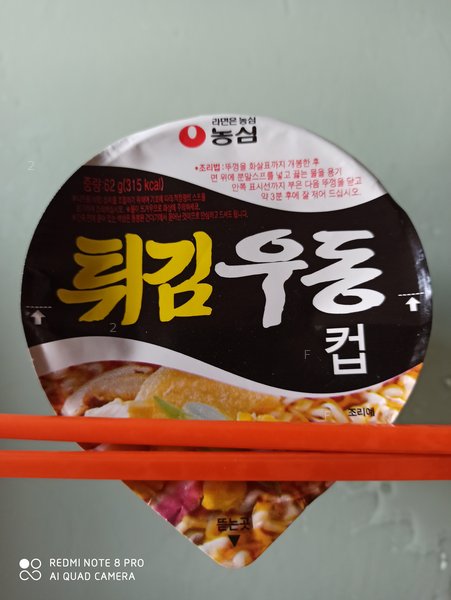 라면은 농심
농심
*조리법: 뚜껑을 화살표까지 개봉한 후
면 위에 분말스프를 넣고 끓는 물을 용기
안쪽 표시선까지 부은 다음 뚜껑을 닫고
약 3분 후에 잘 저어 드십시오.
중량 62 g(315 kcal)
튀김우동
컵
조리예
뜯는곳
2
2
F
F
REDMI NOTE 8 PRO
AI QUAD CAMERA